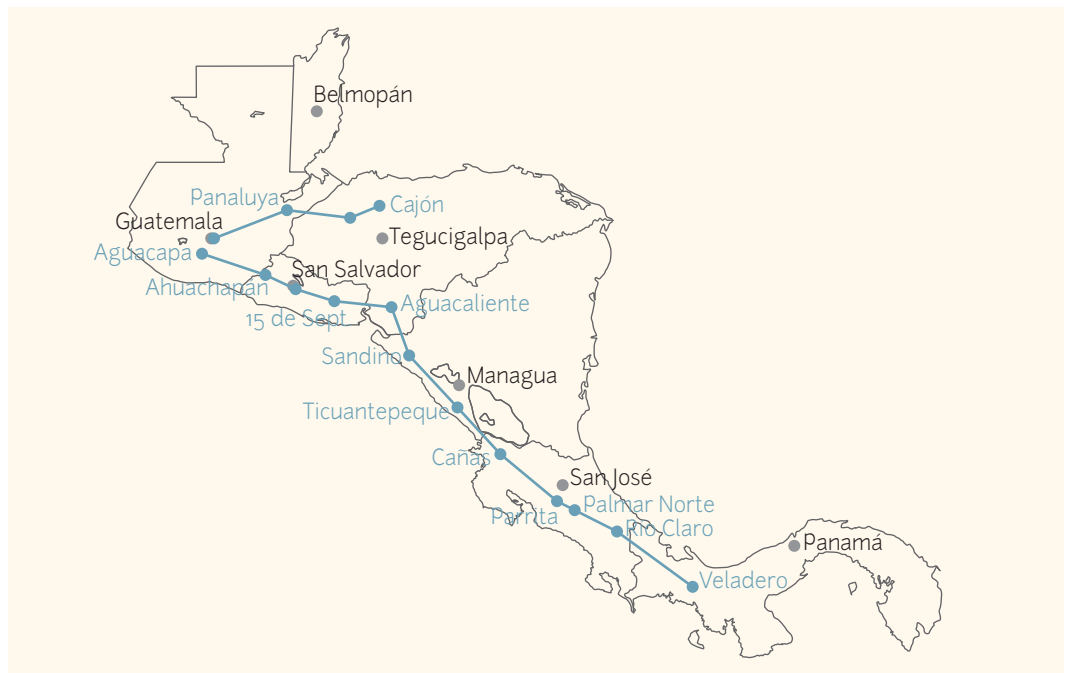 Belmopán
Panaluya
Cajón
Guatemala
Tegucigalpa
Aguacapa
San Salvador
Ahuachapán
Aguacaliente
15 de Sept
Sandino
Managua
Ticuantepeque
Cañas
San José
Palmar Norte
Parrita
Río Claro
Panamá
Veladero